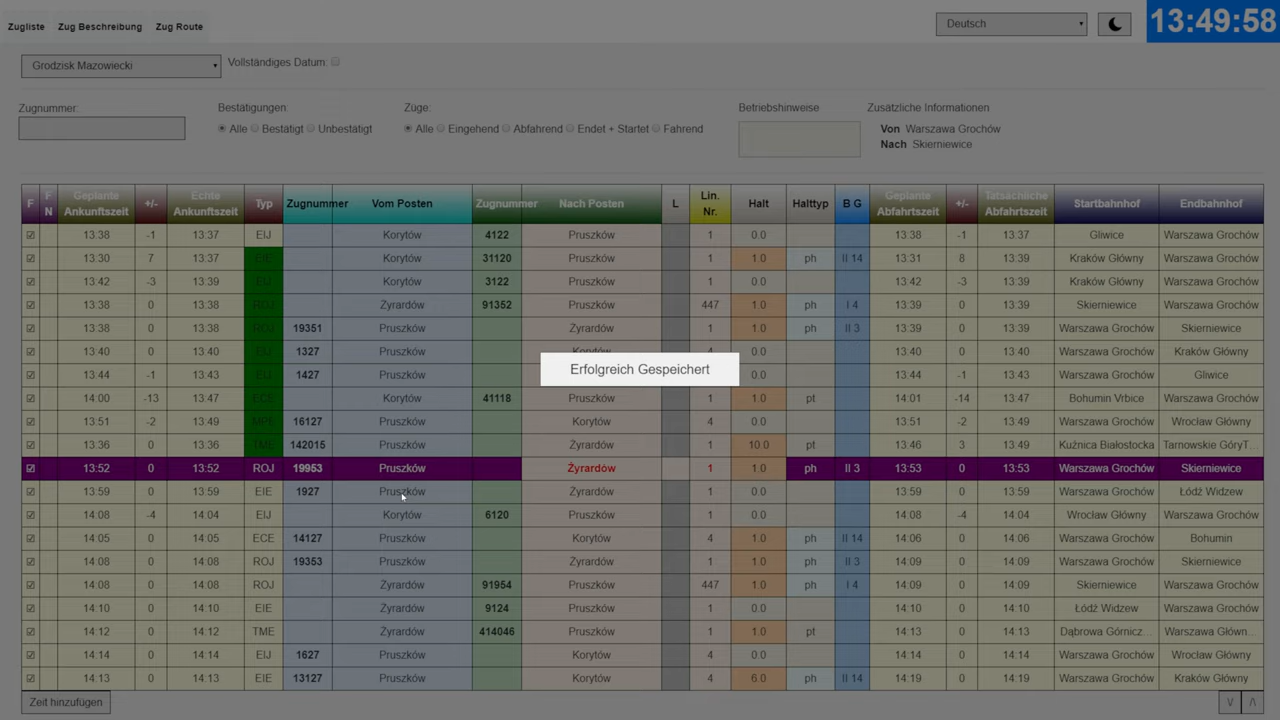 Zugliste Zug Beschreibung Zug Route Deutsch 13:49:58
Grodzisk Mazowiecki Vollständiges Datum:
Zugnummer: Bestätigungen: Züge: Betriebshinweise Zusätzliche Informationen
Alle Bestätigt Unbestätigt Alle Eingehend Abfahrend Endet + Startet Fahrend Von Warszawa Grochów
Nach Skierniewice
F F N Geplante Ankunftszeit +/- Echte Ankunftszeit Typ Zugnummer Vom Posten Zugnummer Nach Posten L Lin. Nr. Halt Halttyp B G Geplante Abfahrtszeit +/- Tatsächliche Abfahrtszeit Startbahnhof Endbahnhof
13:38 -1 13:37 EIJ Korytów 4122 Pruszków 1 0.0 13:38 -1 13:37 Gliwice Warszawa Grochów
13:30 7 13:37 EIE Korytów 31120 Pruszków 1 1.0 ph II 14 13:31 8 13:39 Kraków Główny Warszawa Grochów
13:42 -3 13:39 EIJ Korytów 3122 Pruszków 1 0.0 13:42 -3 13:39 Kraków Główny Warszawa Grochów
13:38 0 13:38 ROJ Żyrardów 91352 Pruszków 447 1.0 ph I 4 13:39 0 13:39 Skierniewice Warszawa Grochów
13:38 0 13:38 ROJ 19351 Pruszków Żyrardów 1 1.0 ph II 3 13:39 0 13:39 Warszawa Grochów Skierniewice
13:40 0 13:40 EIJ 1327 Pruszków Korytów 4 0.0 13:40 0 13:40 Warszawa Grochów Kraków Główny
13:44 -1 13:43 EIJ 1427 Pruszków 0.0 13:44 -1 13:43 Warszawa Grochów Gliwice
Erfolgreich Gespeichert
14:00 -13 13:47 ECE 41118 Pruszków 1 1.0 pt 14:01 -14 13:47 Bohumin Vrbice Warszawa Grochów
13:51 -2 13:49 MPE 16127 Pruszków Korytów 4 0.0 13:51 -2 13:49 Warszawa Grochów Wrocław Główny
13:36 0 13:36 TME 142015 Pruszków Żyrardów 1 10.0 pt 13:46 3 13:49 Kuźnica Białostocka Tarnowskie GóryT...
13:52 0 13:52 ROJ 19953 Pruszków Żyrardów 1 1.0 ph II 3 13:53 0 13:53 Warszawa Grochów Skierniewice
13:59 0 13:59 EIE 1927 Pruszków Żyrardów 1 0.0 13:59 0 13:59 Warszawa Grochów Łódź Widzew
14:08 -4 14:04 EIJ Korytów 6120 Pruszków 1 0.0 14:08 -4 14:04 Wrocław Główny Warszawa Grochów
14:05 0 14:05 ECE 14127 Pruszków Korytów 4 1.0 ph II 14 14:06 0 14:06 Warszawa Grochów Bohumin
14:08 0 14:08 ROJ 19353 Pruszków Żyrardów 1 1.0 ph II 3 14:09 0 14:09 Warszawa Grochów Skierniewice
14:08 0 14:08 ROJ Żyrardów 91954 Pruszków 447 1.0 ph I 4 14:09 0 14:09 Skierniewice Warszawa Grochów
14:10 0 14:10 EIE Żyrardów 9124 Pruszków 1 0.0 14:10 0 14:10 Łódź Widzew Warszawa Grochów
14:12 0 14:12 TME Żyrardów 414046 Pruszków 1 1.0 pt 14:13 0 14:13 Dąbrowa Górnicz... Warszawa Główn...
14:14 0 14:14 EIJ 1627 Pruszków Korytów 4 0.0 14:14 0 14:14 Warszawa Grochów Wrocław Główny
14:13 0 14:13 EIE 13127 Pruszków Korytów 4 6.0 ph II 14 14:19 0 14:19 Warszawa Grochów Kraków Główny
Zeit hinzufügen V /\